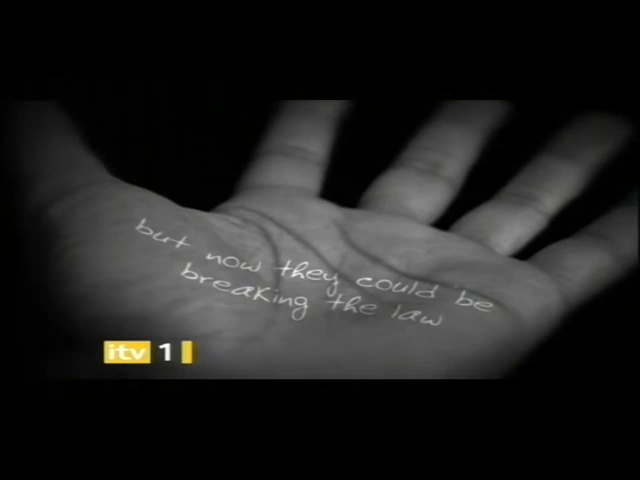 but now they could be
breaking the law
itv 1